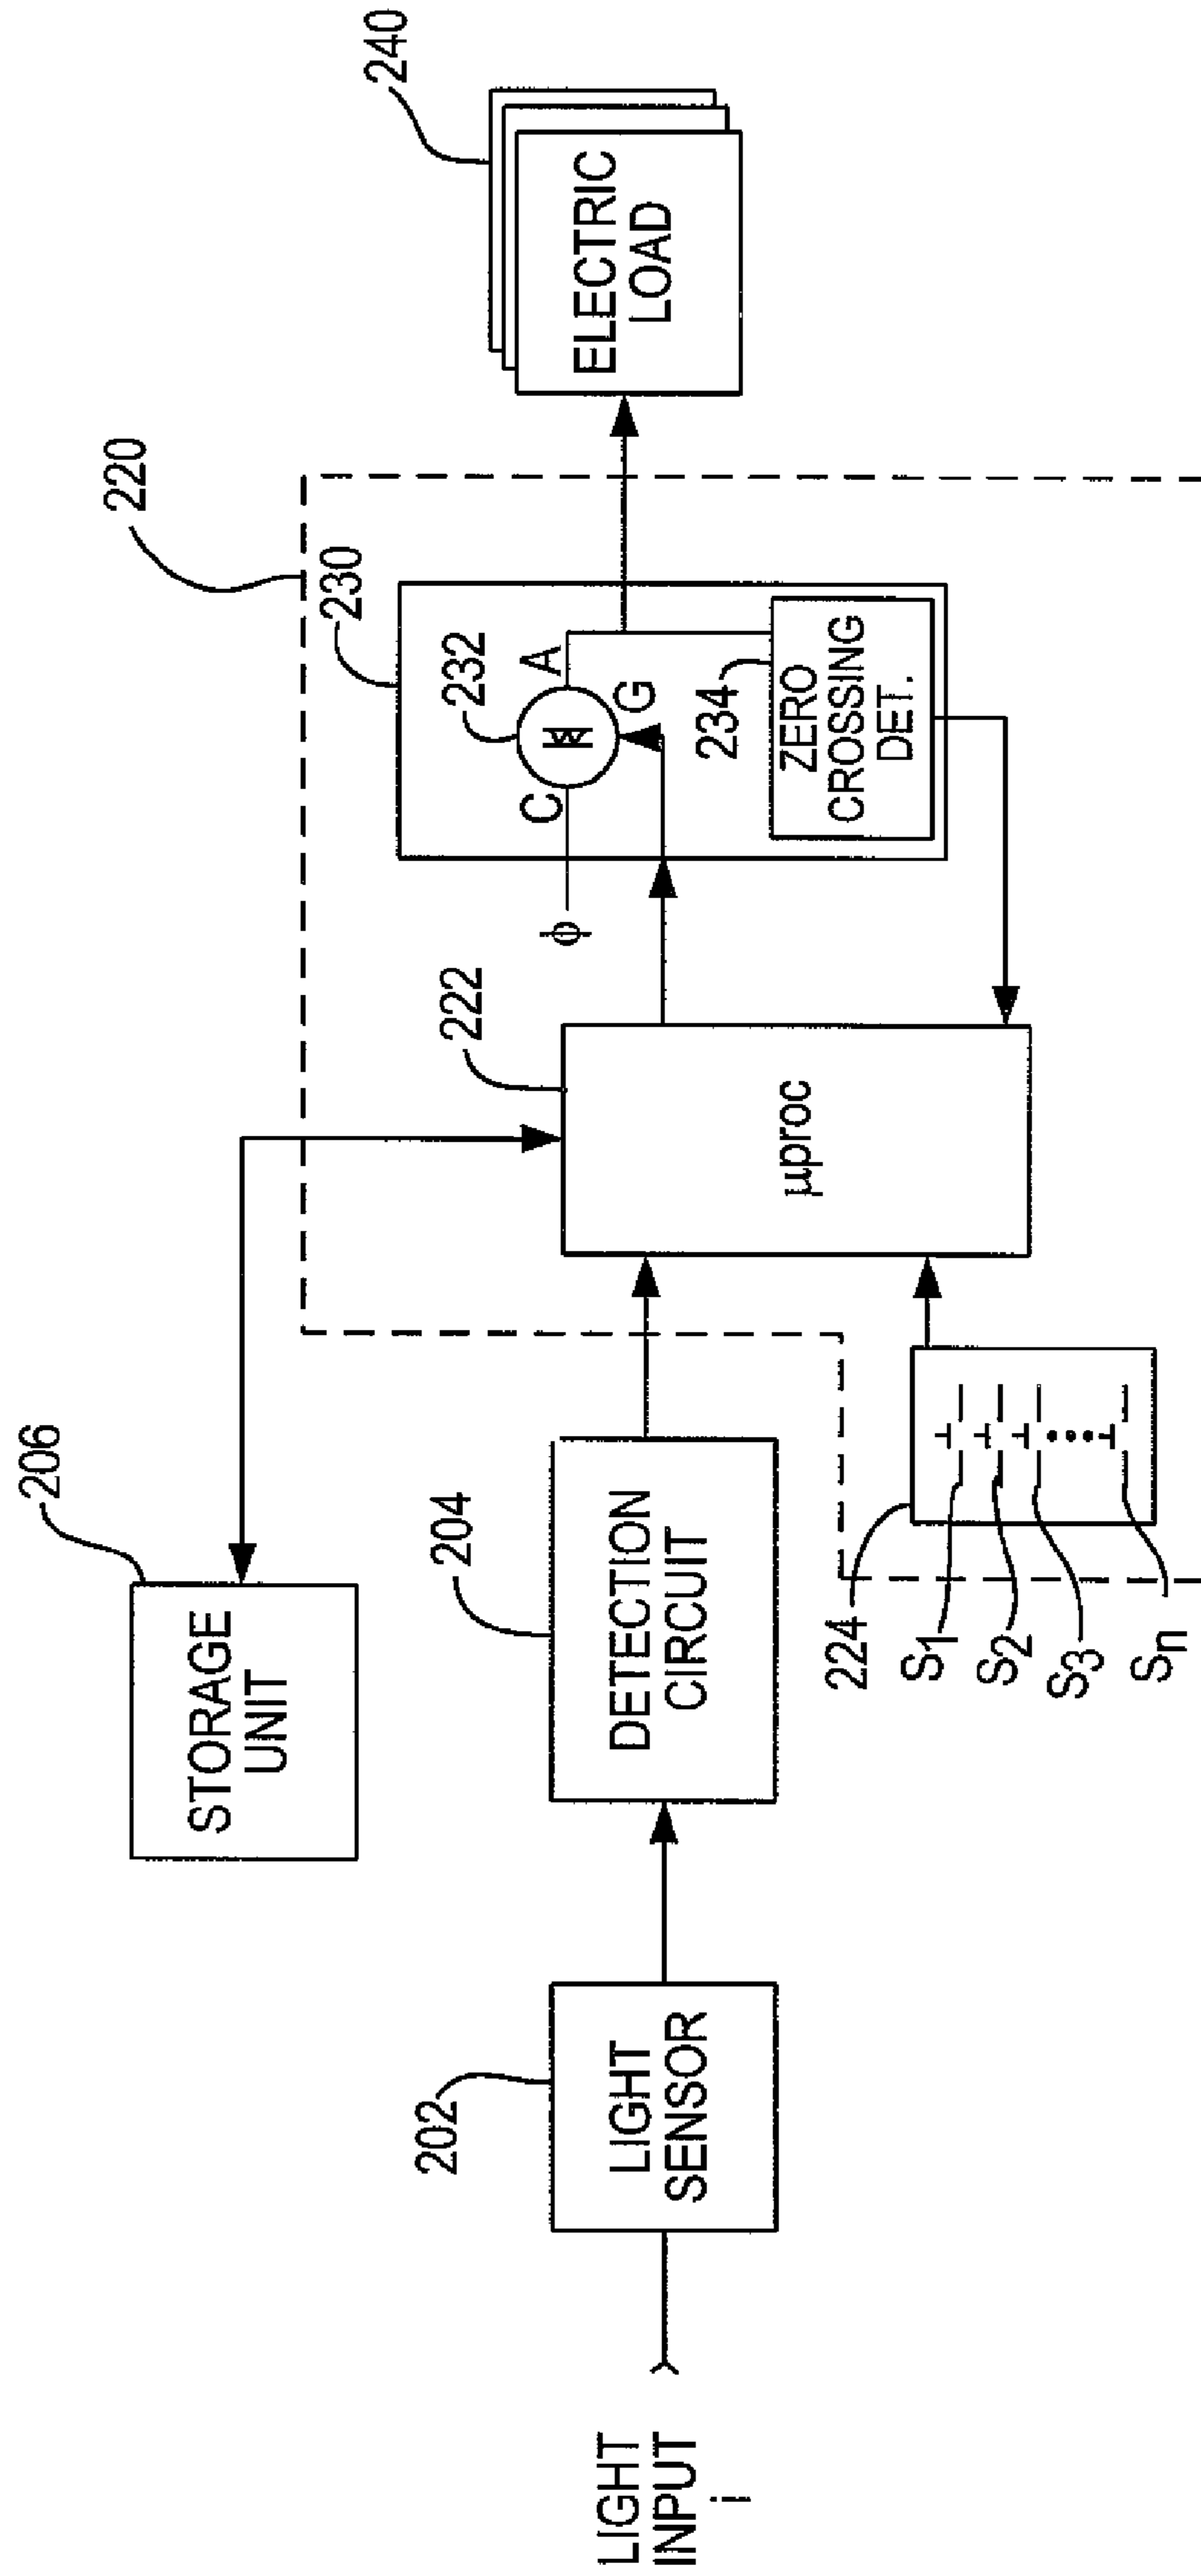 240
ELECTRIC
LOAD
220
230
232
A
G
C
φ
234
ZERO
CROSSING
DET.
222
μproc
206
STORAGE
UNIT
204
DETECTION
CIRCUIT
224
S1
S2
S3
Sn
202
LIGHT
SENSOR
LIGHT
INPUT
i